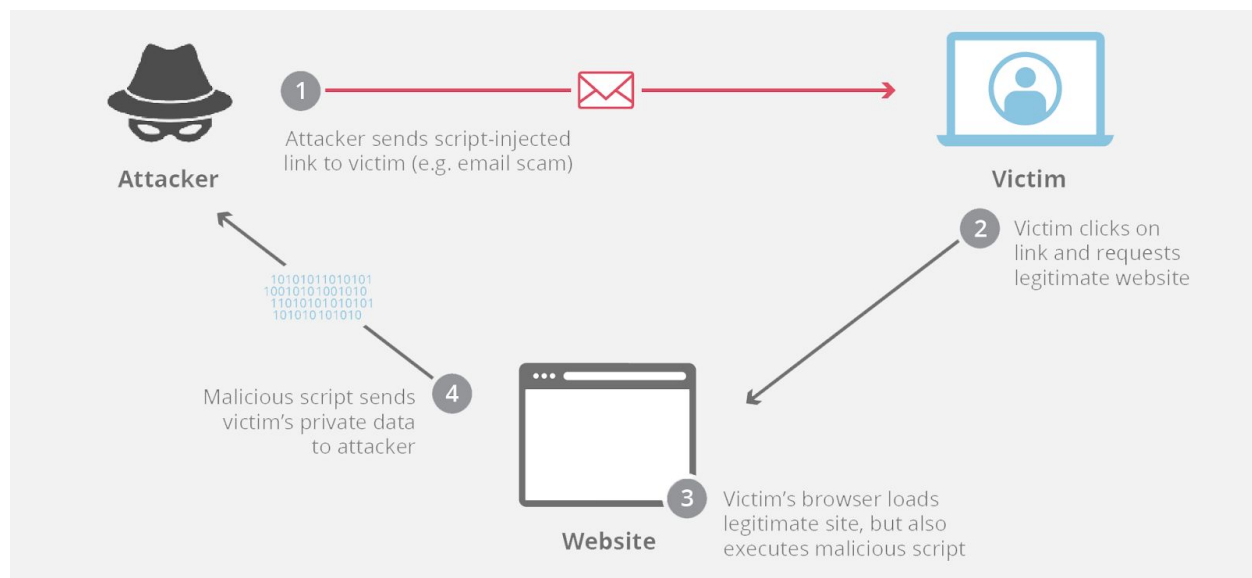 1
Attacker sends script-injected
link to victim (e.g. email scam)
Attacker
Victim
2
Victim clicks on
link and requests
legitimate website
10101011010101
10010101001010
11010101010101
101010101010
4
Malicious script sends
victim's private data
to attacker
3
Victim's browser loads
legitimate site, but also
executes malicious script
Website